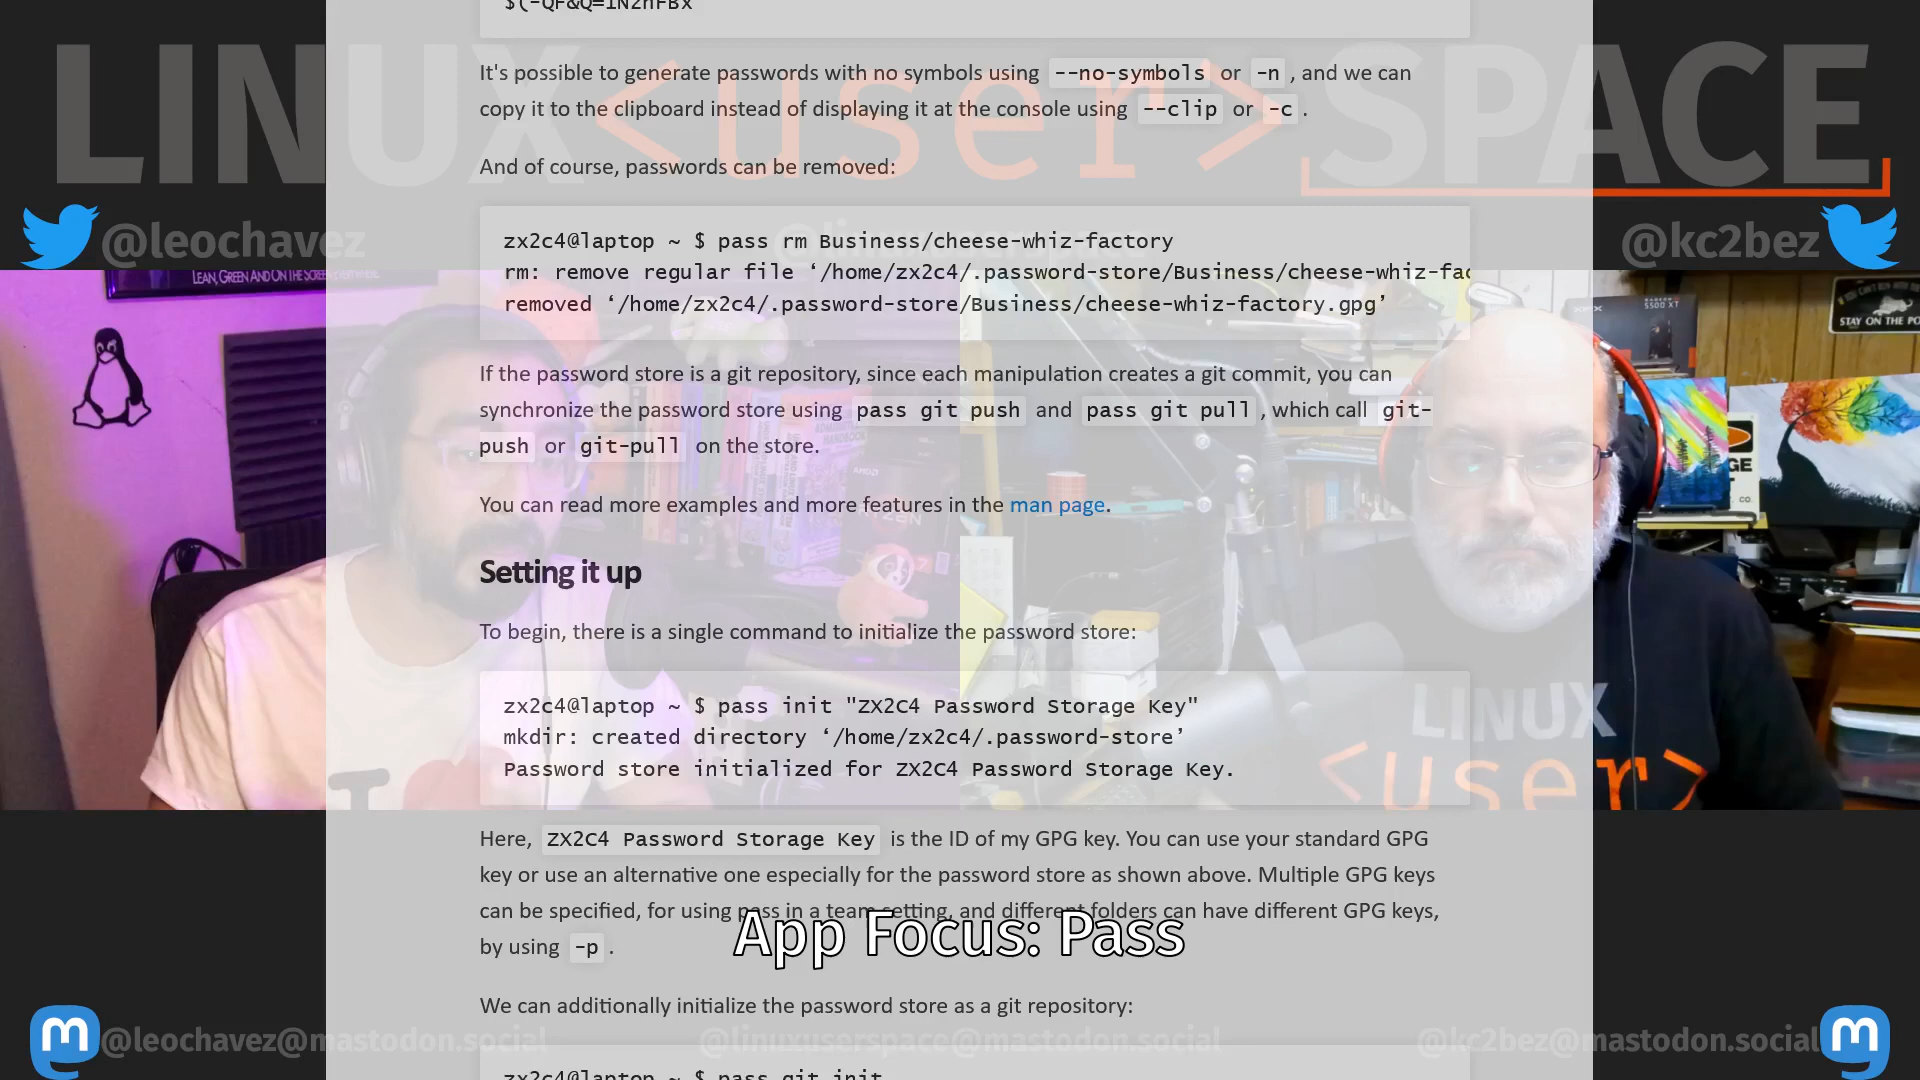 $(-QF&Q=IN2nFBx
LINUX <user> SPACE
It's possible to generate passwords with no symbols using --no-symbols or -n , and we can
copy it to the clipboard instead of displaying it at the console using --clip or -c .
And of course, passwords can be removed:
@leochavez
@linuxuserspace
@kc2bez
zx2c4@laptop ~ $ pass rm Business/cheese-whiz-factory
rm: remove regular file ‘/home/zx2c4/.password-store/Business/cheese-whiz-fac
removed ‘/home/zx2c4/.password-store/Business/cheese-whiz-factory.gpg’
LEAN, GREEN AND ON THE SCREEN
5500 XT
STAY ON THE PO
If the password store is a git repository, since each manipulation creates a git commit, you can
synchronize the password store using pass git push and pass git pull , which call git-
push or git-pull on the store.
You can read more examples and more features in the man page.
Setting it up
To begin, there is a single command to initialize the password store:
zx2c4@laptop ~ $ pass init "ZX2C4 Password Storage Key"
mkdir: created directory ‘/home/zx2c4/.password-store’
Password store initialized for ZX2C4 Password Storage Key.
LINUX
<user>
I
Here, ZX2C4 Password Storage Key is the ID of my GPG key. You can use your standard GPG
key or use an alternative one especially for the password store as shown above. Multiple GPG keys
can be specified, for using pass in a team setting, and different folders can have different GPG keys,
by using -p .
App Focus: Pass
We can additionally initialize the password store as a git repository:
@leochavez@mastodon.social
@linuxuserspace@mastodon.social
@kc2bez@mastodon.social
zx2c4@laptop ~ $ pass git init